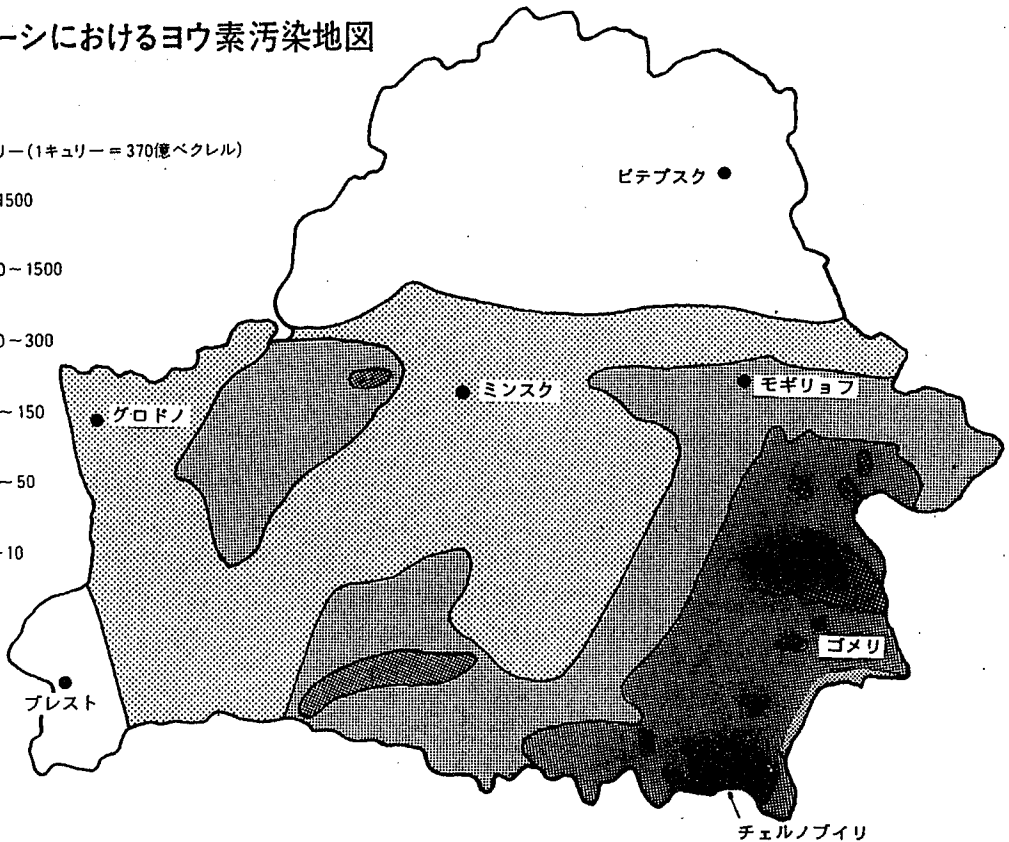 ーシにおけるヨウ素汚染地図
リー(1キュリー=370億ベクレル)
1500
0~1500
0~300
~150
~50
~10
ビテブスク
ミンスク
モギリョフ
グロドノ
ゴメリ
ブレスト
チェルノブイリ